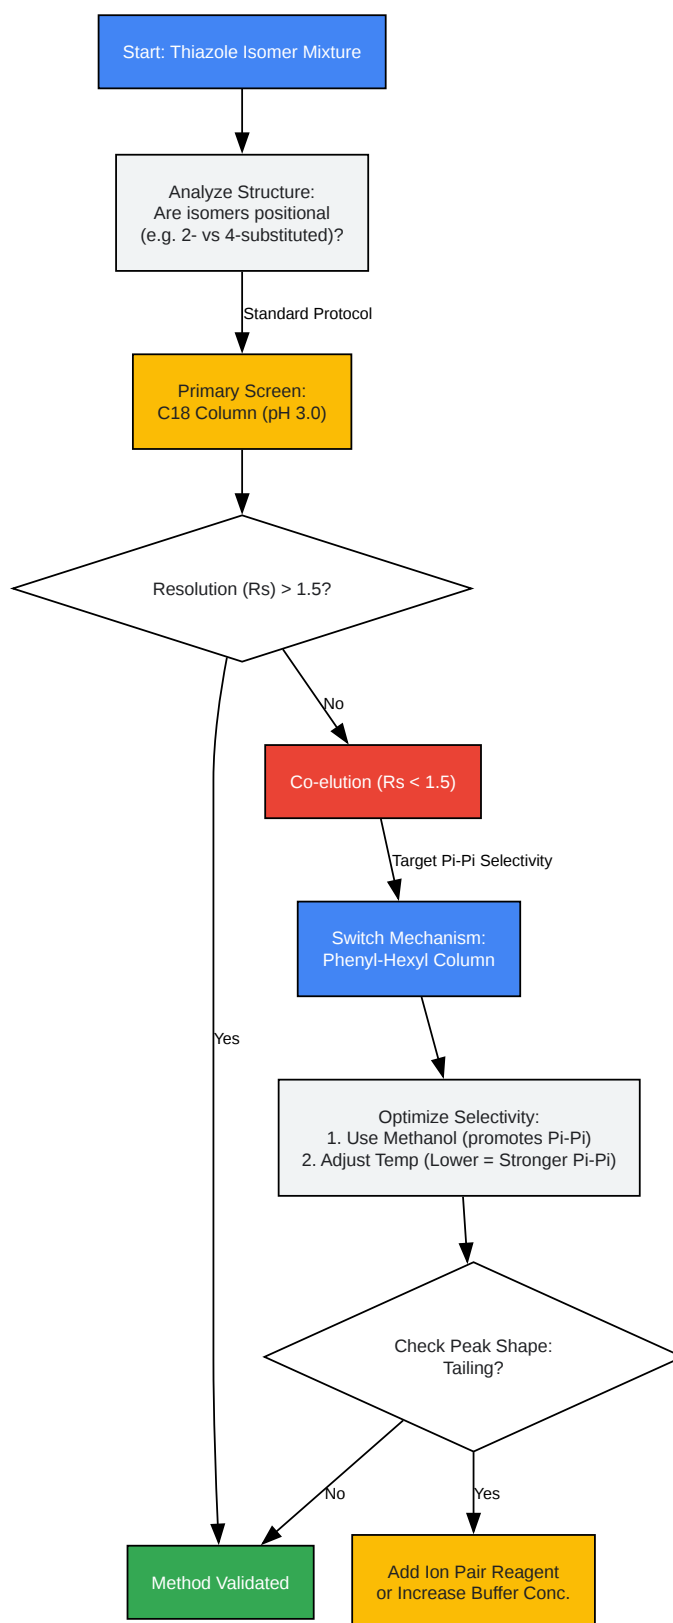 Start: Thiazole Isomer Mixture
Analyze Structure:
Are isomers positional
(e.g. 2- vs 4-substituted)?
Standard Protocol
Primary Screen:
C18 Column (pH 3.0)
Resolution (Rs) > 1.5?
No
Co-elution (Rs < 1.5)
Target Pi-Pi Selectivity
Switch Mechanism:
Phenyl-Hexyl Column
Yes
Optimize Selectivity:
1. Use Methanol (promotes Pi-Pi)
2. Adjust Temp (Lower = Stronger Pi-Pi)
Check Peak Shape:
Tailing?
No
Yes
Method Validated
Add Ion Pair Reagent
or Increase Buffer Conc.